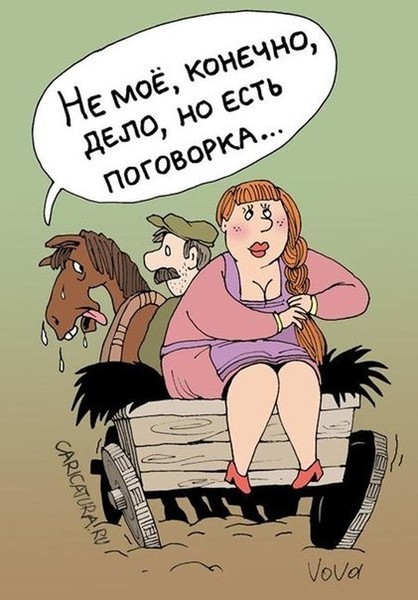 Не моё, конечно,
дело, но есть
поговорка...
CARICATURA.RU
VoVa